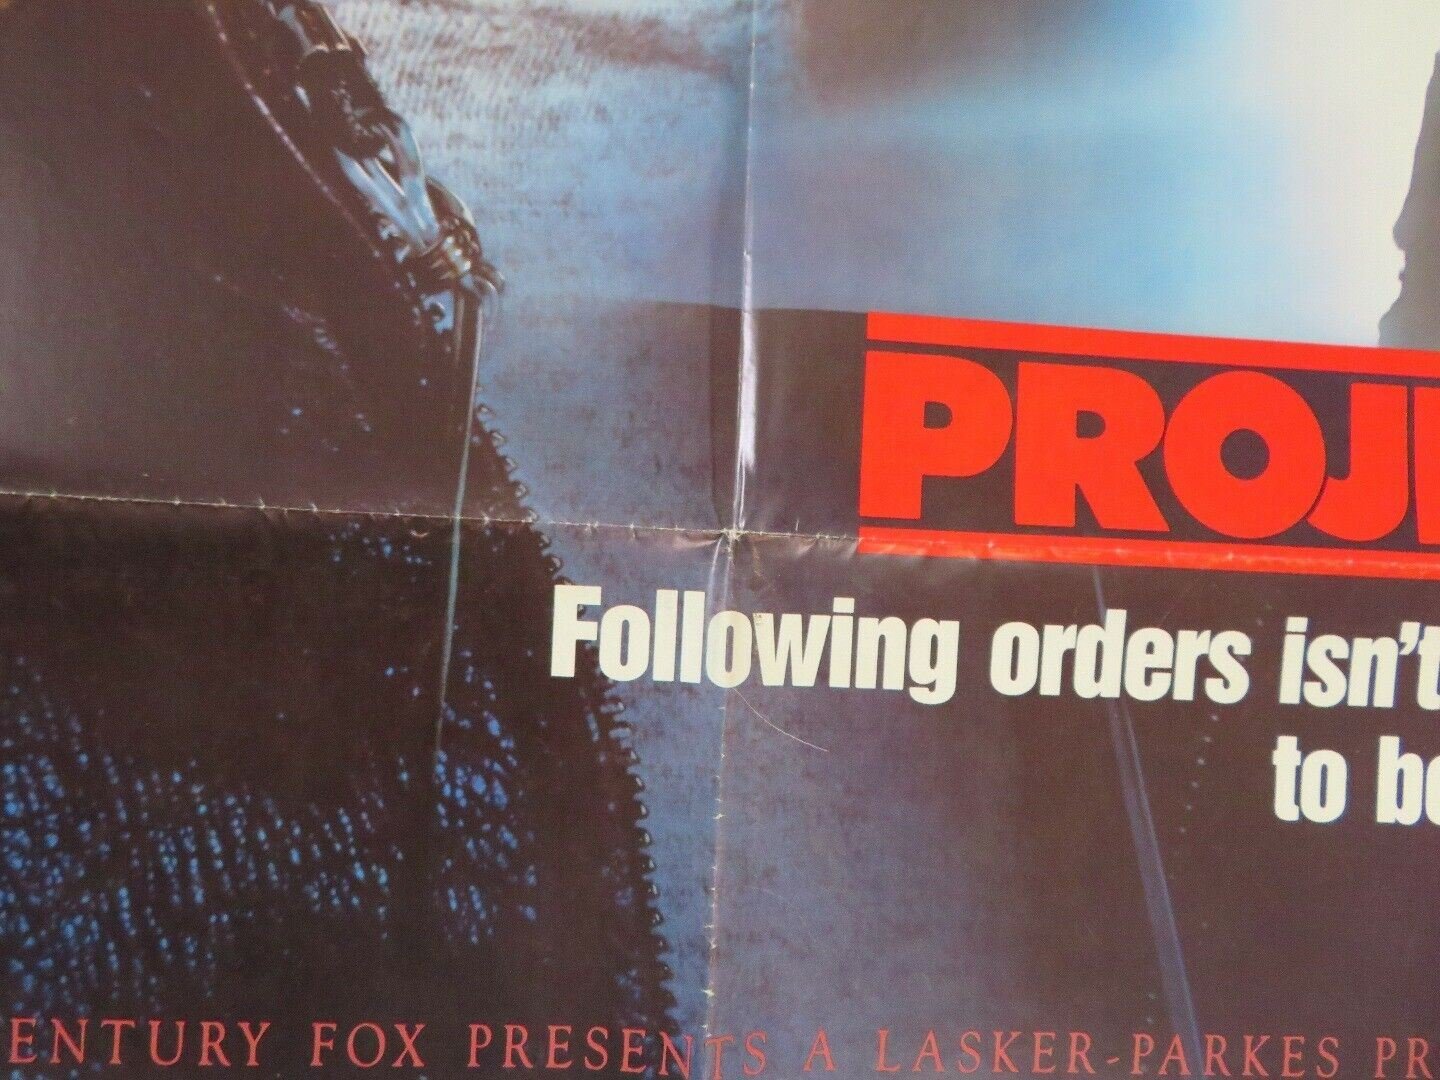 PROJ
Following orders isn't
to be
ENTURY FOX PRESENTS A LASKER-PARKES PR